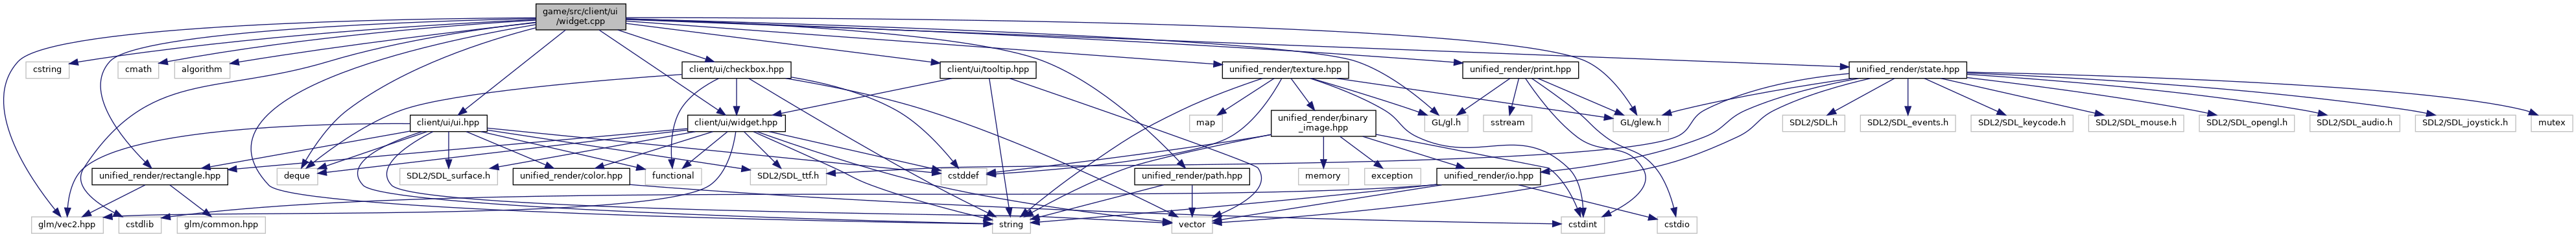 game/src/client/ui
/widget.cpp
cstring
cmath
algorithm
client/ui/checkbox.hpp
client/ui/tooltip.hpp
unified_render/texture.hpp
unified_render/print.hpp
unified_render/state.hpp
client/ui/ui.hpp
client/ui/widget.hpp
map
unified_render/binary
_image.hpp
GL/gl.h
sstream
GL/glew.h
SDL2/SDL.h
SDL2/SDL_events.h
SDL2/SDL_keycode.h
SDL2/SDL_mouse.h
SDL2/SDL_opengl.h
SDL2/SDL_audio.h
SDL2/SDL_joystick.h
mutex
unified_render/rectangle.hpp
deque
SDL2/SDL_surface.h
unified_render/color.hpp
functional
SDL2/SDL_ttf.h
cstddef
unified_render/path.hpp
memory
exception
unified_render/io.hpp
glm/vec2.hpp
cstdlib
glm/common.hpp
string
vector
cstdint
cstdio